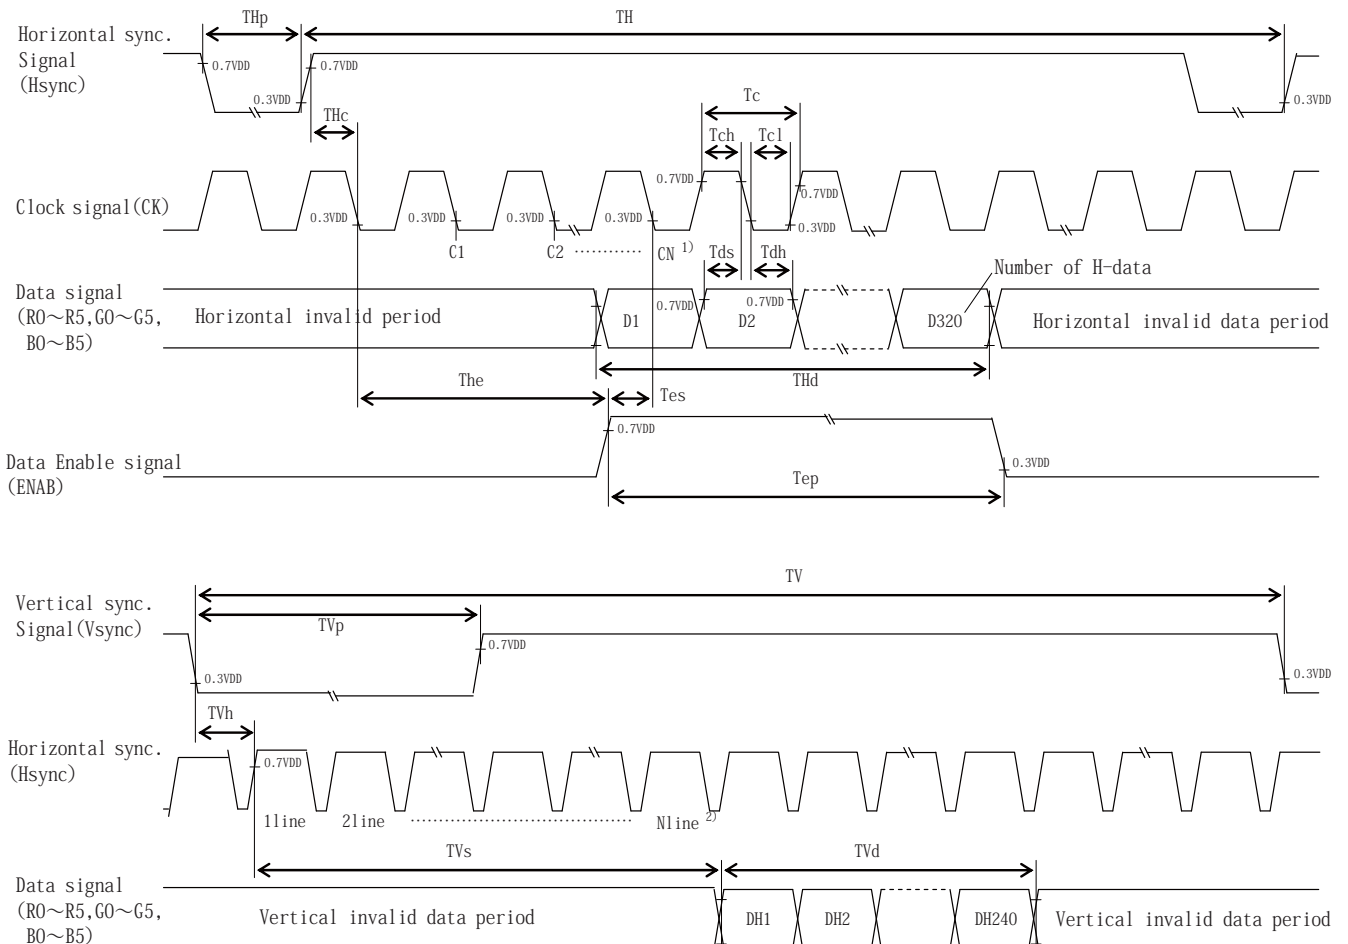 THp
TH
Horizontal sync.
Signal
(Hsync)
0.7VDD
0.7VDD
0.3VDD
0.3VDD
THc
Tc
Tch
Tcl
Clock signal(CK)
0.7VDD
0.7VDD
0.3VDD
0.3VDD
0.3VDD
0.3VDD
0.3VDD
C1
C2 ············ CN 1)
Tds
Tdh
Number of H-data
Data signal
(R0～R5,G0～G5,
B0～B5)
Horizontal invalid period
0.7VDD
0.7VDD
D1
D2
D320
Horizontal invalid data period
The
THd
Tes
0.7VDD
Data Enable signal
(ENAB)
0.3VDD
Tep
TV
Vertical sync.
Signal(Vsync)
TVp
0.7VDD
0.3VDD
0.3VDD
TVh
Horizontal sync.
(Hsync)
0.7VDD
1line
2line ········································ Nline 2)
TVs
TVd
Data signal
(R0～R5,G0～G5,
B0～B5)
Vertical invalid data period
DH1
DH2
DH240
Vertical invalid data period